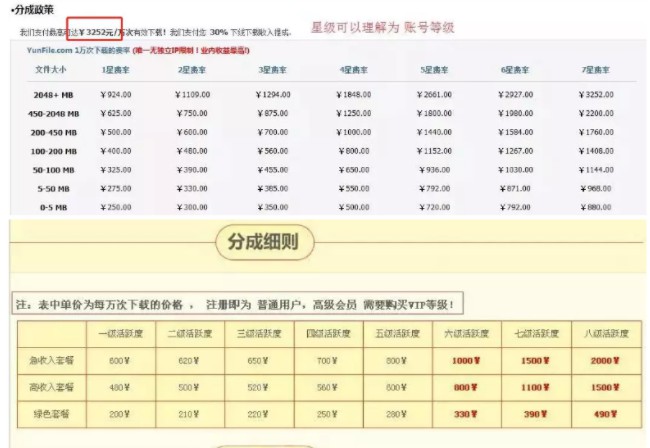 •分成政策
我们支付最高可达￥3252元/万次有效下载！我们支付您 30% 下线下载收入提成。
星级可以理解为 账号等级
YunFile.com 1万次下载的费率 (唯一无独立IP限制！业内收益最高!)
文件大小 1星费率 2星费率 3星费率 4星费率 5星费率 6星费率 7星费率
2048+ MB ￥924.00 ￥1109.00 ￥1294.00 ￥1848.00 ￥2661.00 ￥2927.00 ￥3252.00
450-2048 MB ￥625.00 ￥750.00 ￥875.00 ￥1250.00 ￥1800.00 ￥1980.00 ￥2200.00
200-450 MB ￥500.00 ￥600.00 ￥700.00 ￥1000.00 ￥1440.00 ￥1584.00 ￥1760.00
100-200 MB ￥400.00 ￥480.00 ￥560.00 ￥800.00 ￥1152.00 ￥1267.00 ￥1408.00
50-100 MB ￥325.00 ￥390.00 ￥455.00 ￥650.00 ￥936.00 ￥1030.00 ￥1144.00
5-50 MB ￥275.00 ￥330.00 ￥385.00 ￥550.00 ￥792.00 ￥871.00 ￥968.00
0-5 MB ￥250.00 ￥300.00 ￥350.00 ￥500.00 ￥720.00 ￥792.00 ￥880.00
分成细则
注：表中单价为每万次下载的价格 ， 注册即为 普通用户，高级会员 需要购买VIP等级！
一级活跃度 二级活跃度 三级活跃度 四级活跃度 五级活跃度 六级活跃度 七级活跃度 八级活跃度
急收入套餐 600￥ 620￥ 650￥ 700￥ 800￥ 1000￥ 1500￥ 2000￥
高收入套餐 480￥ 500￥ 520￥ 560￥ 600￥ 800￥ 1100￥ 1500￥
绿色套餐 200￥ 210￥ 220￥ 250￥ 280￥ 330￥ 390￥ 490￥